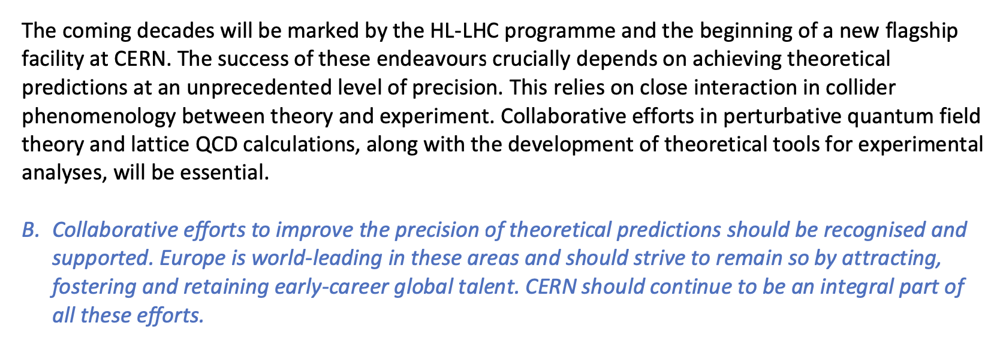 The coming decades will be marked by the HL-LHC programme and the beginning of a new flagship
facility at CERN. The success of these endeavours crucially depends on achieving theoretical
predictions at an unprecedented level of precision. This relies on close interaction in collider
phenomenology between theory and experiment. Collaborative efforts in perturbative quantum field
theory and lattice QCD calculations, along with the development of theoretical tools for experimental
analyses, will be essential.
B. Collaborative efforts to improve the precision of theoretical predictions should be recognised and
supported. Europe is world-leading in these areas and should strive to remain so by attracting,
fostering and retaining early-career global talent. CERN should continue to be an integral part of
all these efforts.